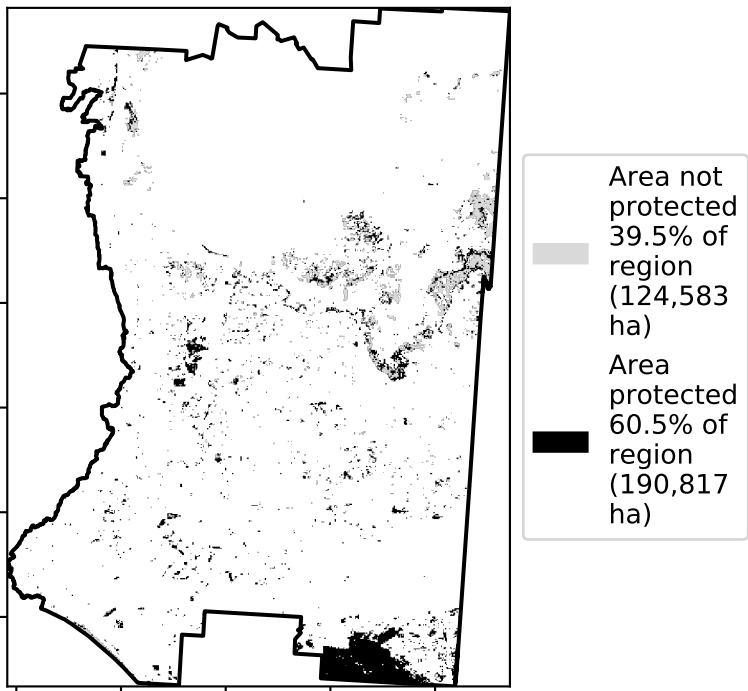 Area not
protected
39.5% of
region
(124,583
ha)
Area
protected
60.5% of
region
(190,817
ha)